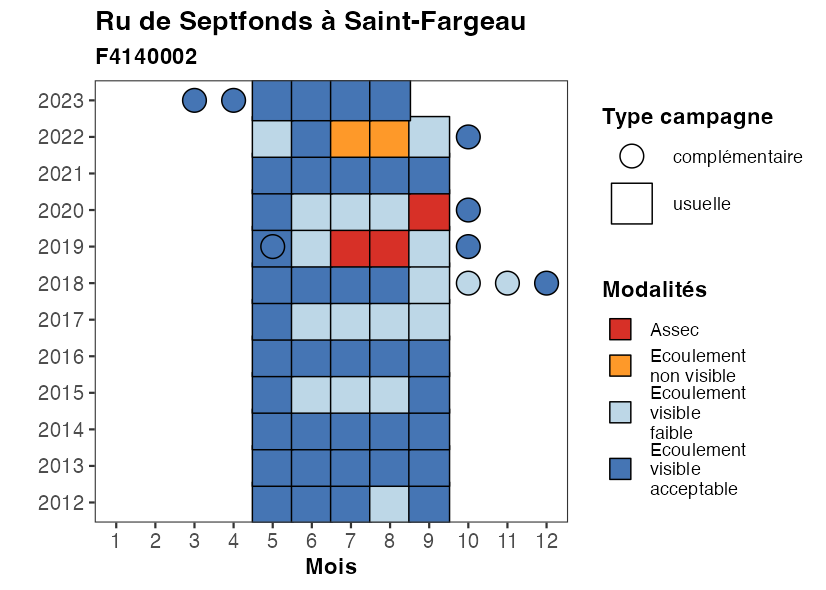 Ru de Septfonds à Saint-Fargeau
F4140002
2023
2022
2021
2020
2019
2018
2017
2016
2015
2014
2013
2012
1 2 3 4 5 6 7 8 9 10 11 12
Mois
Type campagne
complémentaire
usuelle
Modalités
Assec
Ecoulement
non visible
Ecoulement
visible
faible
Ecoulement
visible
acceptable